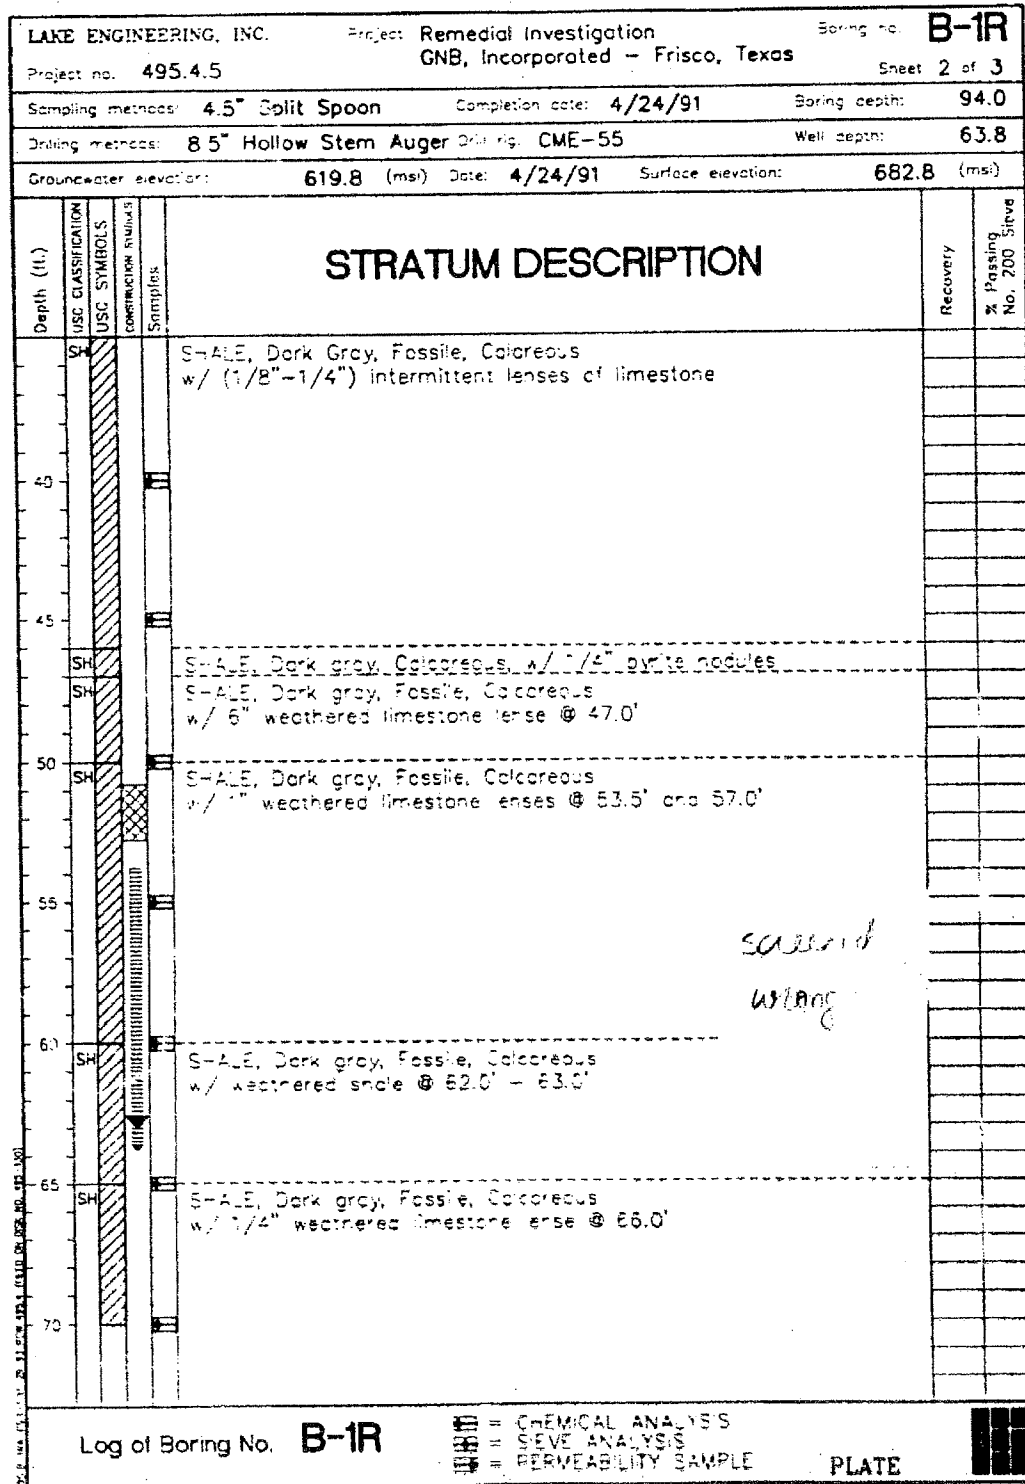 LAKE ENGINEERING, INC. Project: Remedial Investigation Boring no. B-1R
GNB, Incorporated - Frisco, Texas
Project no. 495.4.5 Sheet 2 of 3
Sampling methods: 4.5" Split Spoon Completion date: 4/24/91 Boring depth: 94.0
Drilling methods: 8.5" Hollow Stem Auger Drill rig: CME-55 Well depth: 63.8
Groundwater elevation: 619.8 (msl) Date: 4/24/91 Surface elevation: 682.8 (msl)
Depth (ft.)
USC CLASSIFICATION
USC SYMBOLS
CONSTRUCTION SYMBOLS
Samples
STRATUM DESCRIPTION
Recovery
% Passing
No. 200 Sieve
SH SHALE, Dark Gray, Fossile, Calcareous
w/ (1/8"-1/4") intermittent lenses of limestone
40
45
SH SHALE, Dark gray, Calcareous, w/ 1/4" pyrite nodules
SH SHALE, Dark gray, Fossile, Calcareous
w/ 6" weathered limestone lense @ 47.0'
50
SH SHALE, Dark gray, Fossile, Calcareous
w/ 1" weathered limestone lenses @ 53.5' and 57.0'
55
wrong
60
SH SHALE, Dark gray, Fossile, Calcareous
w/ weathered shale @ 62.0' - 63.0'
65
SH SHALE, Dark gray, Fossile, Calcareous
w/ 1/4" weathered limestone lense @ 66.0'
70
Log of Boring No. B-1R
= CHEMICAL ANALYSIS
= SIEVE ANALYSIS
= PERMEABILITY SAMPLE
PLATE